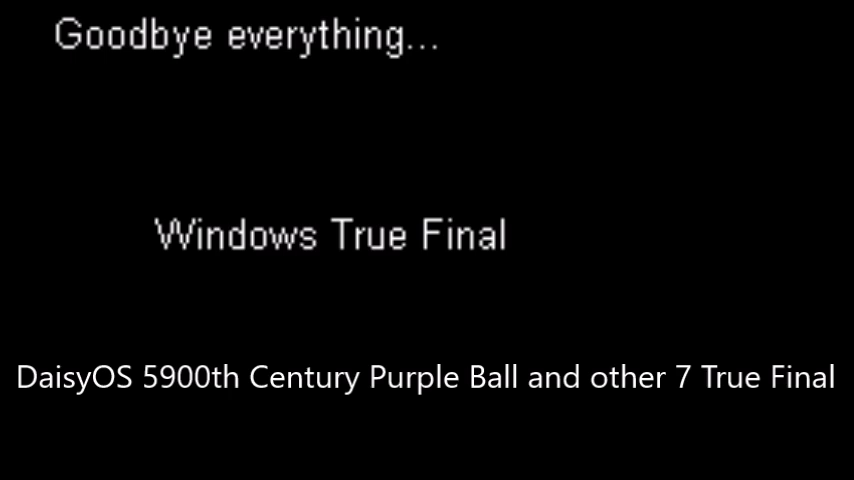 Goodbye everything...
Windows True Final
DaisyOS 5900th Century Purple Ball and other 7 True Final